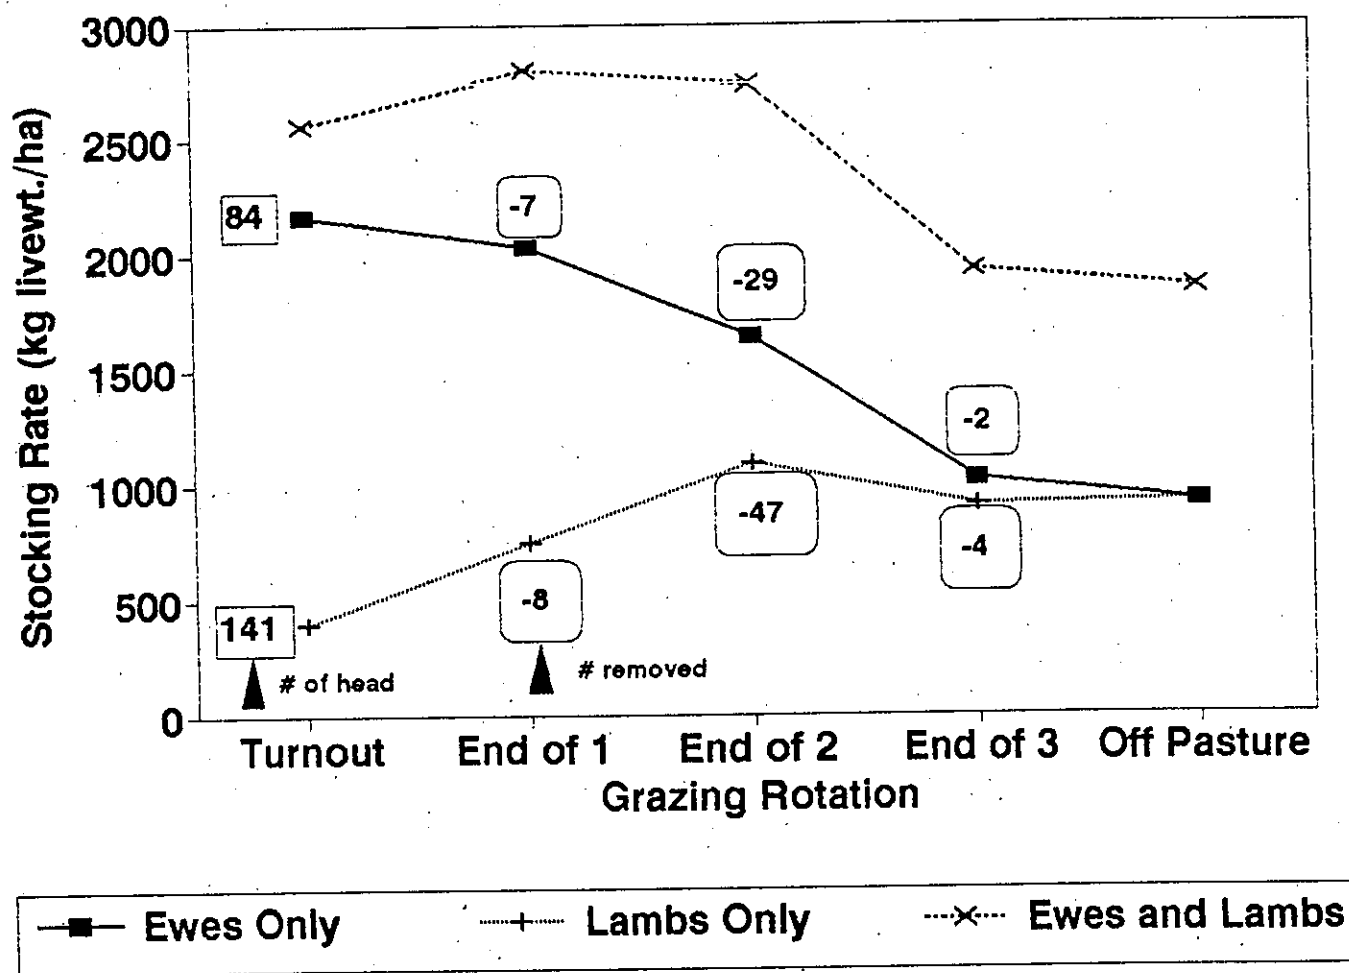 3000
2500
2000
1500
1000
500
0
Stocking Rate (kg livewt./ha)
84
-7
-29
-2
141
-8
-47
-4
# of head
# removed
Turnout End of 1 End of 2 End of 3 Off Pasture
Grazing Rotation
Ewes Only Lambs Only Ewes and Lambs